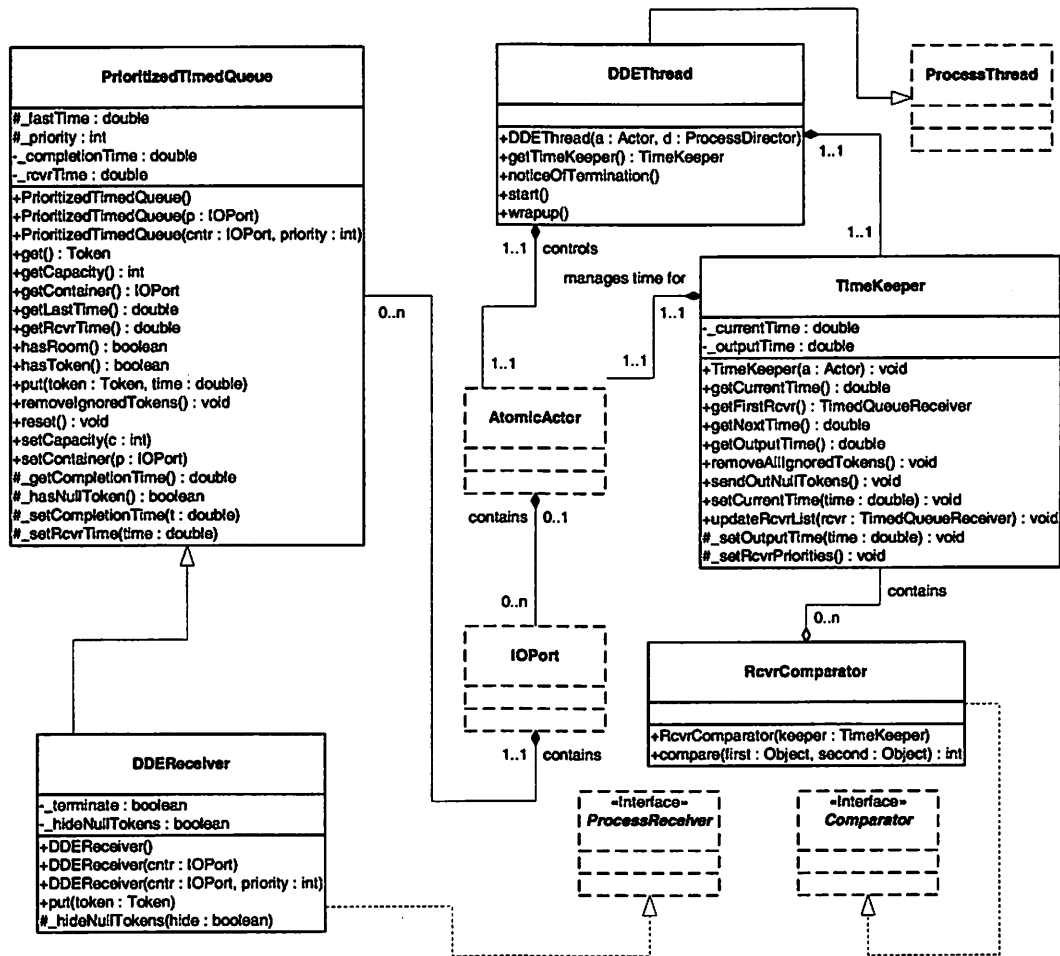 PrioritizedTimedQueue
#_lastTime : double
#_priority : int
-_completionTime : double
-_rcvrTime : double
+PrioritizedTimedQueue()
+PrioritizedTimedQueue(p : IOPort)
+PrioritizedTimedQueue(cntr : IOPort, priority : int)
+get() : Token
+getCapacity() : int
+getContainer() : IOPort
+getLastTime() : double
+getRcvrTime() : double
+hasRoom() : boolean
+hasToken() : boolean
+put(token : Token, time : double)
+removeIgnoredTokens() : void
+reset() : void
+setCapacity(c : int)
+setContainer(p : IOPort)
#_getCompletionTime() : double
#_hasNullToken() : boolean
#_setCompletionTime(t : double)
#_setRcvrTime(time : double)
DDEThread
+DDEThread(a : Actor, d : ProcessDirector)
+getTimeKeeper() : TimeKeeper
+noticeOfTermination()
+start()
+wrapup()
ProcessThread
1..1
1..1
1..1
controls
manages time for
0..n
1..1
1..1
1..1
TimeKeeper
-_currentTime : double
-_outputTime : double
+TimeKeeper(a : Actor) : void
+getCurrentTime() : double
+getFirstRcvr() : TimedQueueReceiver
+getNextTime() : double
+getOutputTime() : double
+removeAllIgnoredTokens() : void
+sendOutNullTokens() : void
+setCurrentTime(time : double) : void
+updateRcvrList(rcvr : TimedQueueReceiver) : void
#_setOutputTime(time : double) : void
#_setRcvrPriorities() : void
AtomicActor
contains
0..1
0..n
IOPort
1..1
contains
contains
0..n
RcvrComparator
+RcvrComparator(keeper : TimeKeeper)
+compare(first : Object, second : Object) : int
DDEReceiver
-_terminate : boolean
-_hideNullTokens : boolean
+DDEReceiver()
+DDEReceiver(cntr : IOPort)
+DDEReceiver(cntr : IOPort, priority : int)
+put(token : Token)
#_hideNullTokens(hide : boolean)
«Interface»
ProcessReceiver
«Interface»
Comparator